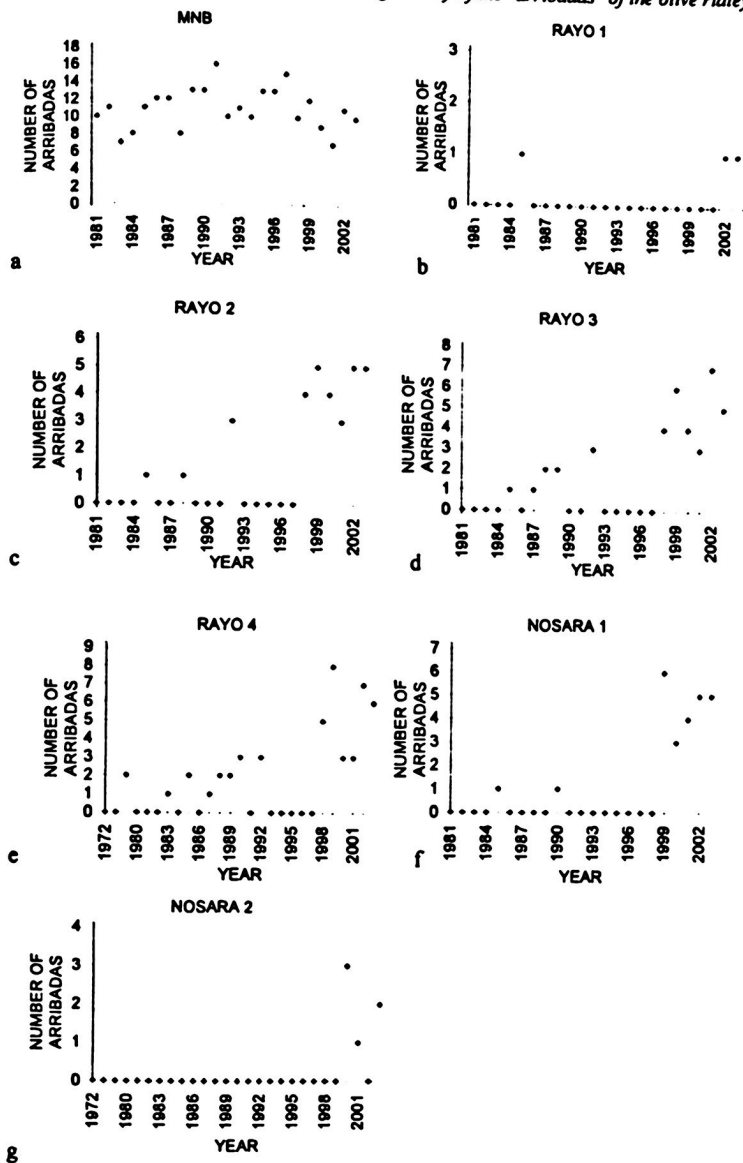 "arribadas" of the olive
MNB
NUMBER OF ARRIBADAS
18
16
14
12
10
8
6
4
2
0
1981 1984 1987 1990 1993 1996 1999 2002
YEAR
a
RAYO 1
NUMBER OF ARRIBADAS
3
2
1
0
1981 1984 1987 1990 1993 1996 1999 2002
YEAR
b
RAYO 2
NUMBER OF ARRIBADAS
6
5
4
3
2
1
0
1981 1984 1987 1990 1993 1996 1999 2002
YEAR
c
RAYO 3
NUMBER OF ARRIBADAS
8
7
6
5
4
3
2
1
0
1981 1984 1987 1990 1993 1996 1999 2002
YEAR
d
RAYO 4
NUMBER OF ARRIBADAS
9
8
7
6
5
4
3
2
1
0
1972 1980 1983 1986 1989 1992 1995 1998 2001
YEAR
e
NOSARA 1
NUMBER OF ARRIBADAS
7
6
5
4
3
2
1
0
1981 1984 1987 1990 1993 1996 1999 2002
YEAR
f
NOSARA 2
NUMBER OF ARRIBADAS
4
3
2
1
0
1972 1980 1983 1986 1989 1992 1995 1998 2001
YEAR
g